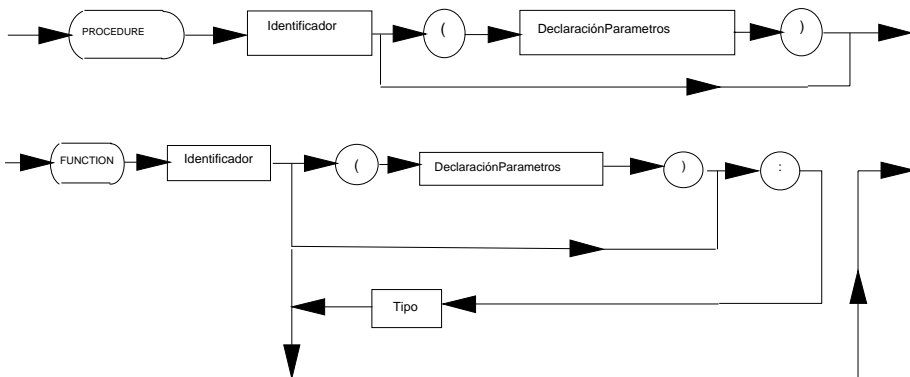 PROCEDURE Identificador ( DeclaraciónParametros )
FUNCTION Identificador ( DeclaraciónParametros ) :
Tipo